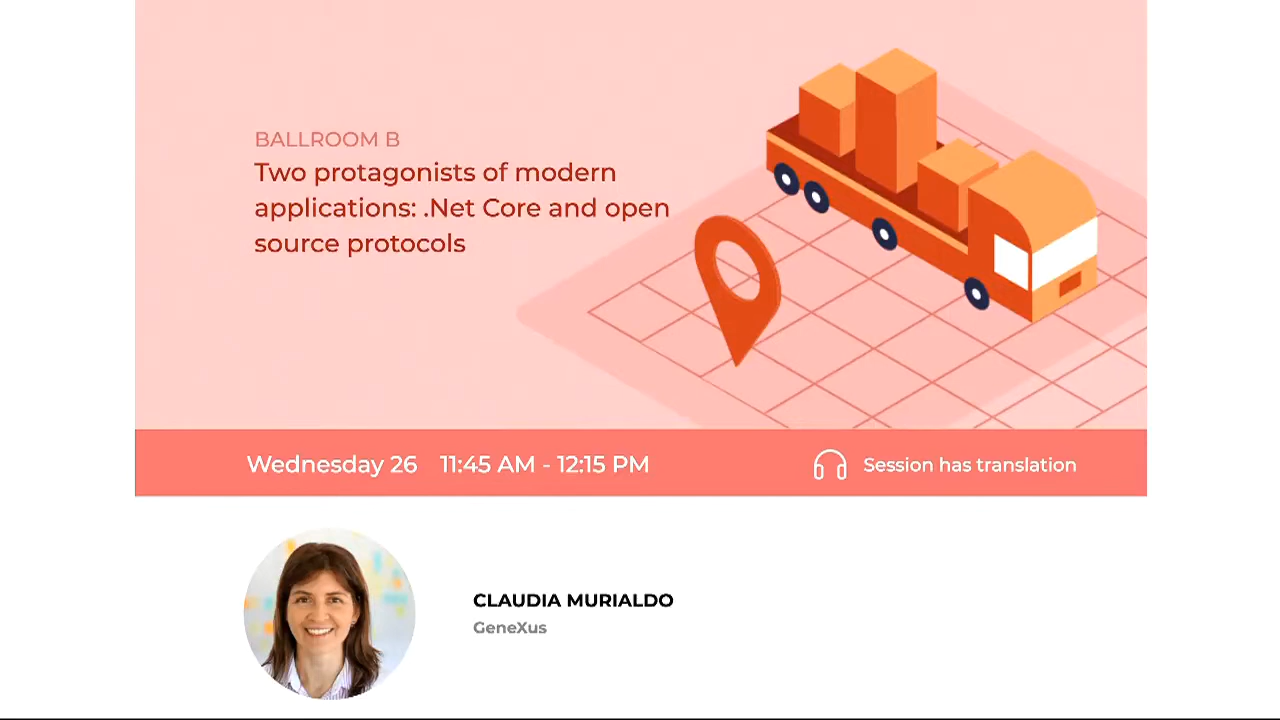 BALLROOM B
Two protagonists of modern
applications: .Net Core and open
source protocols
Wednesday 26 11:45 AM - 12:15 PM
Session has translation
CLAUDIA MURIALDO
GeneXus